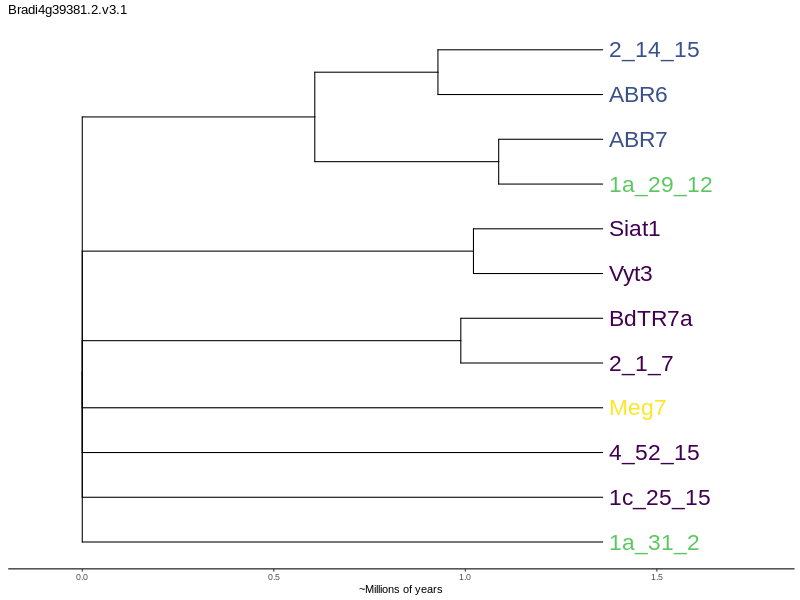 Bradi4g39381.2.v3.1
2_14_15
ABR6
ABR7
1a_29_12
Siat1
Vyt3
BdTR7a
2_1_7
Meg7
4_52_15
1c_25_15
1a_31_2
0.0 0.5 1.0 1.5
~Millions of years